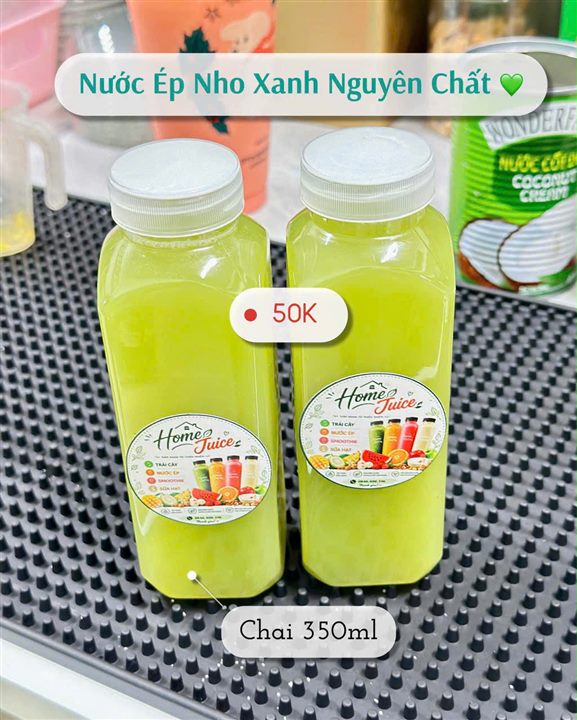 Nước Ép Nho Xanh Nguyên Chất
WONDERF
NƯỚC CỐT D
COCONUT
CREAM
50K
Home
Juice
TRÁI CÂY
NƯỚC ÉP
SMOOTHIE
SỮA HẠT
Home
Juice
TRÁI CÂY
NƯỚC ÉP
SMOOTHIE
SỮA HẠT
Chai 350ml